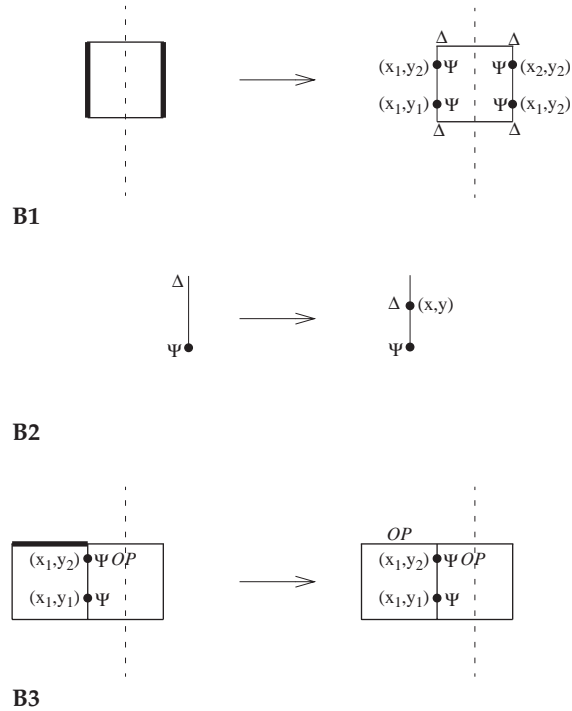 Δ Δ
(x₁,y₂) Ψ Ψ (x₂,y₂)
(x₁,y₁) Ψ Ψ (x₁,y₂)
Δ Δ
B1
Δ
Δ (x,y)
Ψ Ψ
B2
OP
(x₁,y₂) Ψ OP (x₁,y₂) Ψ OP
(x₁,y₁) Ψ (x₁,y₁) Ψ
B3